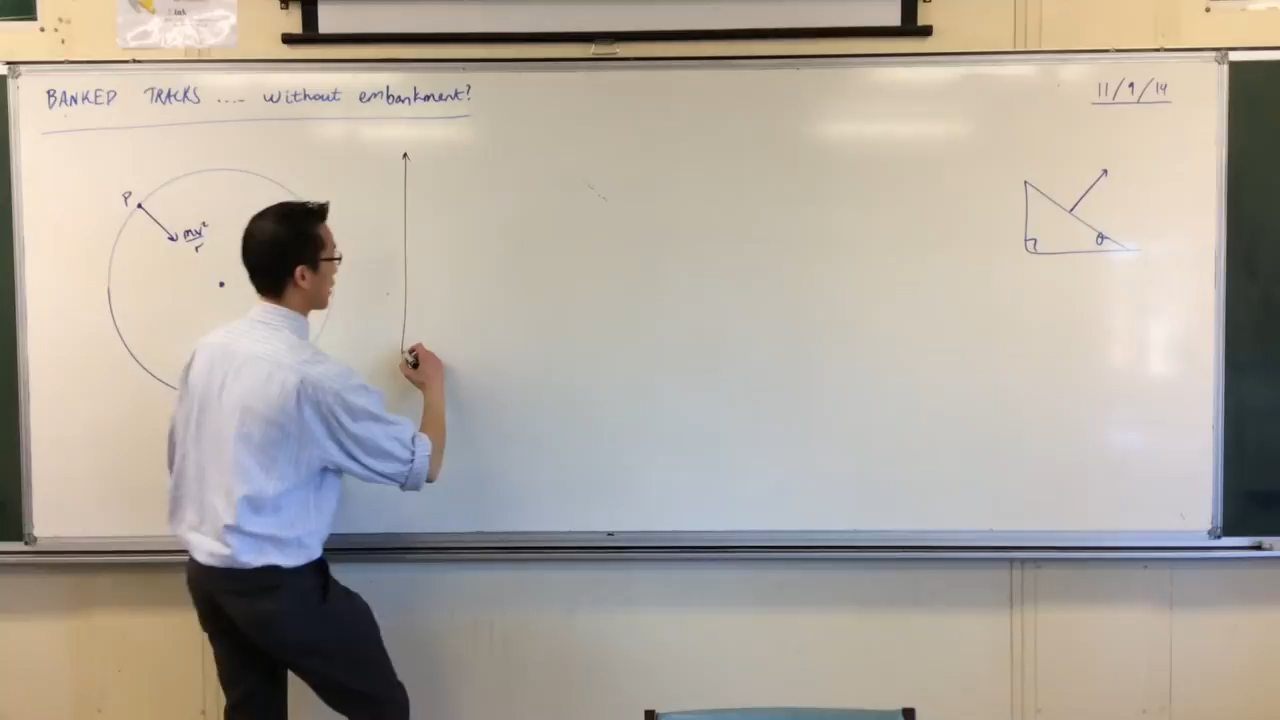 BANKED TRACKS .... without embankment?
11/9/14
P
mv²
r
θ